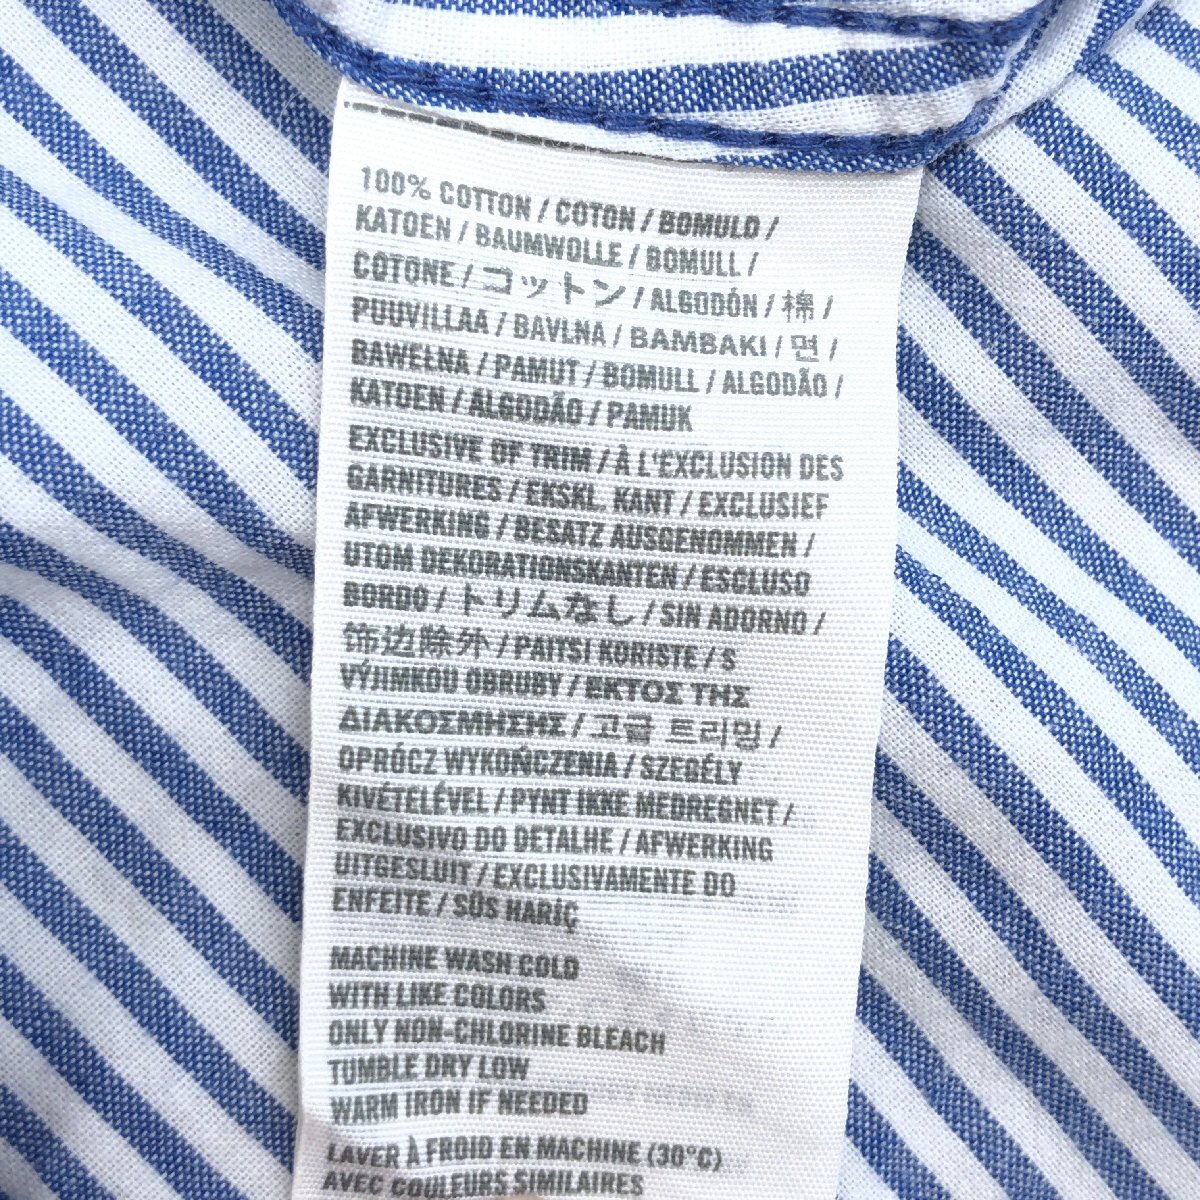 100% COTTON / COTON / BOMULD /
KATOEN / BAUMWOLLE / BOMULL /
COTONE / コットン / ALGODÓN / 棉 /
PUUVILLAA / BAVLNA / BAMBAKI / 면 /
BAWEŁNA / PAMUT / BOMULL / ALGODÃO /
KATOEN / ALGODÃO / PAMUK
EXCLUSIVE OF TRIM / À L'EXCLUSION DES
GARNITURES / EKSKL. KANT / EXCLUSIEF
AFWERKING / BESATZ AUSGENOMMEN /
UTOM DEKORATIONSKANTEN / ESCLUSO
BORDO / トリムなし / SIN ADORNO /
饰边除外 / PAITSI KORISTE / S
VÝJIMKOU OBRUBY / ΕΚΤΟΣ ΤΗΣ
ΔΙΑΚΟΣΜΗΣΗΣ / 고급 트리밍 /
OPRÓCZ WYKOŃCZENIA / SZEGÉLY
KIVÉTELÉVEL / PYNT IKKE MEDREGNET /
EXCLUSIVO DO DETALHE / AFWERKING
UITGESLUIT / EXCLUSIVAMENTE DO
ENFEITE / SÜS HARİÇ
MACHINE WASH COLD
WITH LIKE COLORS
ONLY NON-CHLORINE BLEACH
TUMBLE DRY LOW
WARM IRON IF NEEDED
LAVER À FROID EN MACHINE (30°C)
AVEC COULEURS SIMILAIRES